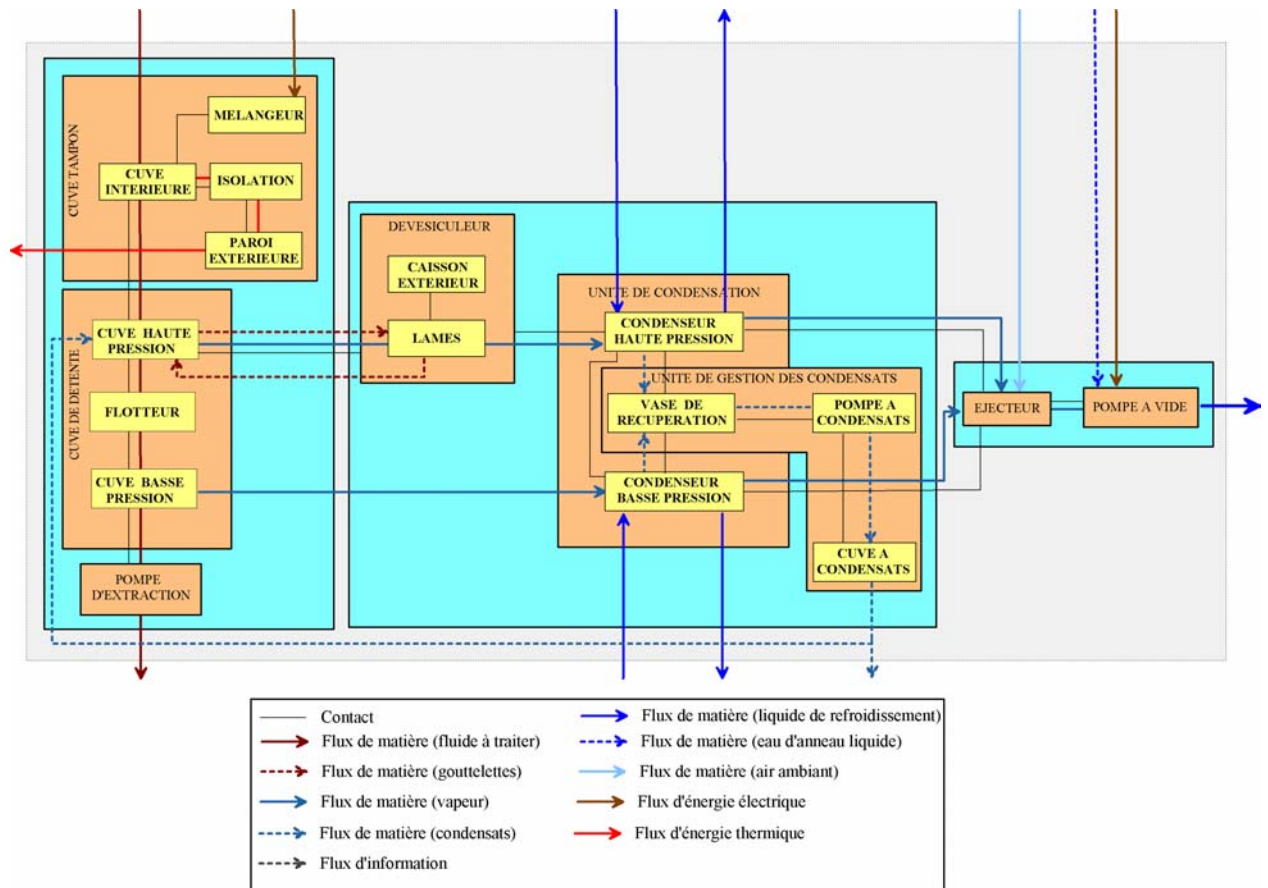 MELANGEUR
CUVE TAMPON
CUVE
INTERIEURE
ISOLATION
PAROI
EXTERIEURE
DEVESICULEUR
CAISSON
EXTERIEUR
LAMES
CUVE DE DETENTE
CUVE HAUTE
PRESSION
FLOTTEUR
CUVE BASSE
PRESSION
POMPE
D'EXTRACTION
UNITE DE CONDENSATION
CONDENSEUR
HAUTE PRESSION
UNITE DE GESTION DES CONDENSATS
VASE DE
RECUPERATION
POMPE A
CONDENSATS
CONDENSEUR
BASSE PRESSION
CUVE A
CONDENSATS
EJECTEUR
POMPE A VIDE
Contact
Flux de matière (fluide à traiter)
Flux de matière (gouttelettes)
Flux de matière (vapeur)
Flux de matière (condensats)
Flux d'information
Flux de matière (liquide de refroidissement)
Flux de matière (eau d'anneau liquide)
Flux de matière (air ambiant)
Flux d'énergie électrique
Flux d'énergie thermique